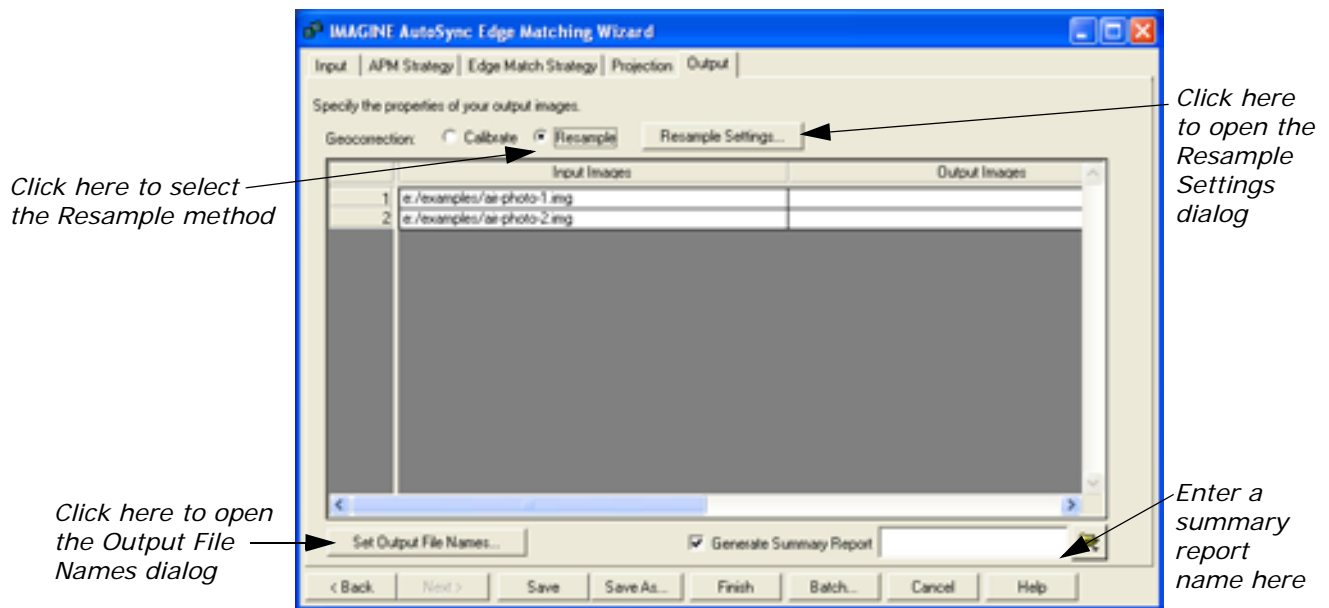 IMAGINE AutoSync Edge Matching Wizard
Input APM Strategy Edge Match Strategy Projection Output
Specify the properties of your output images.
Geocorrection: Calibrate Resample Resample Settings...
Input Images Output Images
1 e:/examples/air-photo-1.img
2 e:/examples/air-photo-2.img
Set Output File Names... Generate Summary Report
< Back Next > Save Save As... Finish Batch... Cancel Help
Click here to select
the Resample method
Click here to open
the Output File
Names dialog
Click here
to open the
Resample
Settings
dialog
Enter a
summary
report
name here